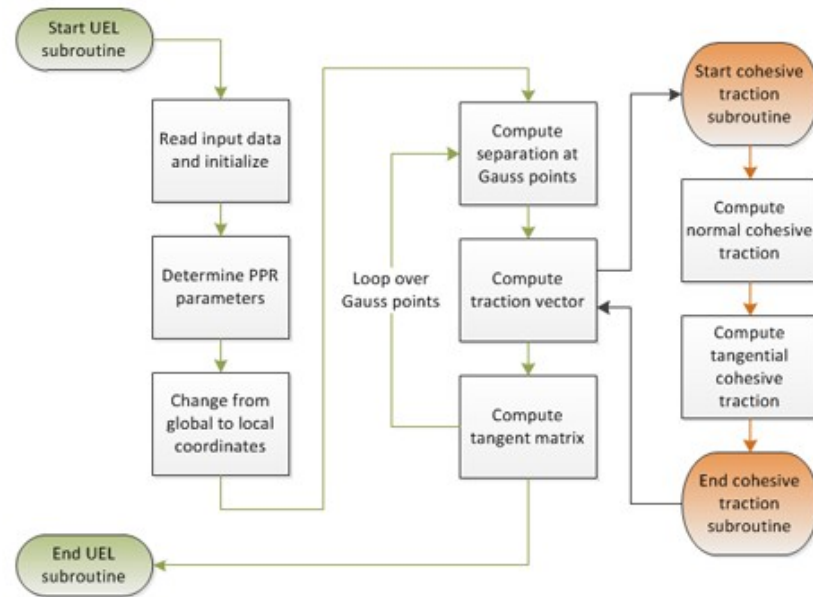 Start UEL
subroutine
Read input data
and initialize
Determine PPR
parameters
Change from
global to local
coordinates
End UEL
subroutine
Compute
separation at
Gauss points
Loop over
Gauss points
Compute
traction vector
Compute
tangent matrix
Start cohesive
traction
subroutine
Compute
normal cohesive
traction
Compute
tangential
cohesive
traction
End cohesive
traction
subroutine